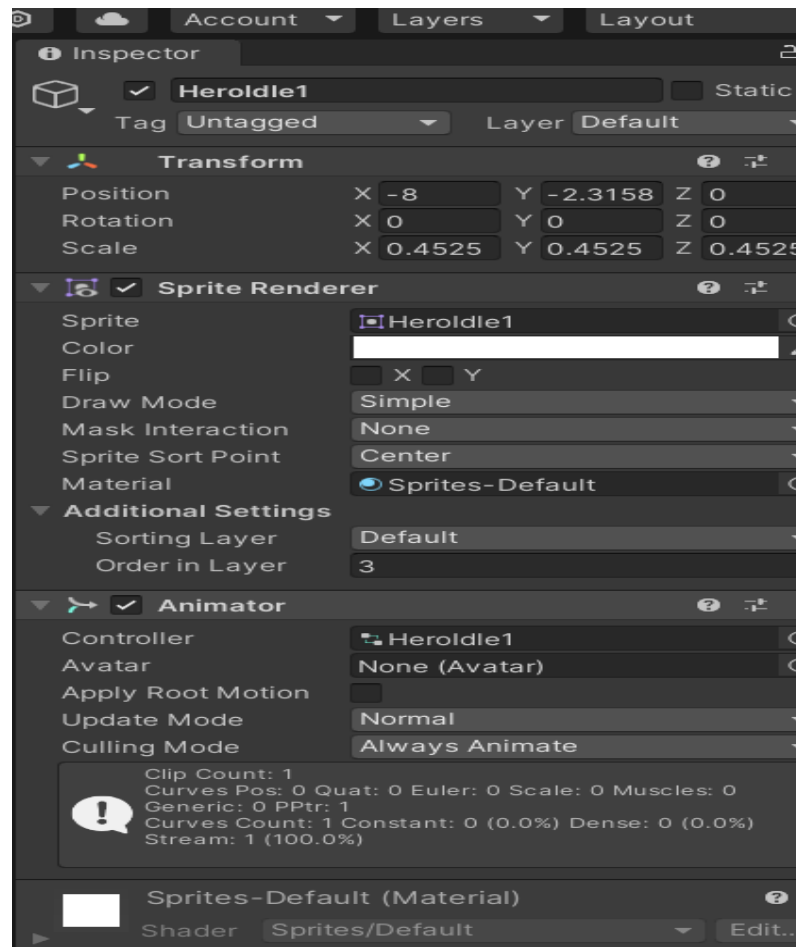 Account Layers Layout
Inspector
HeroIdle1 Static
Tag Untagged Layer Default
Transform
Position X -8 Y -2.3158 Z 0
Rotation X 0 Y 0 Z 0
Scale X 0.4525 Y 0.4525 Z 0.4525
Sprite Renderer
Sprite HeroIdle1
Color
Flip X Y
Draw Mode Simple
Mask Interaction None
Sprite Sort Point Center
Material Sprites-Default
Additional Settings
Sorting Layer Default
Order in Layer 3
Animator
Controller HeroIdle1
Avatar None (Avatar)
Apply Root Motion
Update Mode Normal
Culling Mode Always Animate
Clip Count: 1
Curves Pos: 0 Quat: 0 Euler: 0 Scale: 0 Muscles: 0
Generic: 0 PPtr: 1
Curves Count: 1 Constant: 0 (0.0%) Dense: 0 (0.0%)
Stream: 1 (100.0%)
Sprites-Default (Material)
Shader Sprites/Default Edit..